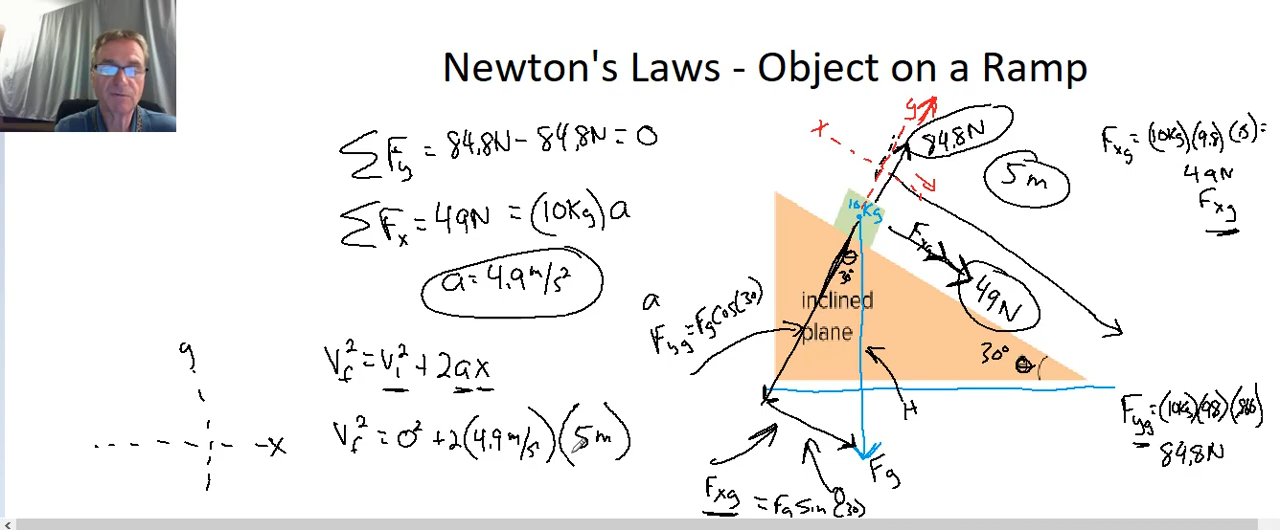 Newton's Laws - Object on a Ramp
ΣFy = 84.8N - 84.8N = 0
ΣFx = 49N = (10Kg)a
a = 4.9 m/s²
Vf² = Vi² + 2ax
Vf² = 0² + 2(4.9 m/s)(5m)
y
x
x
y
84.8N
5m
10Kg
Fxg
49N
θ
30°
inclined
plane
a
Fyg = Fg Cos(30)
30° θ
H
Fg
Fxg = Fg Sin(30)
Fxg = (10Kg)(9.8)(.5) =
49N
Fxg
Fyg = (10Kg)(9.8)(.866)
84.8N